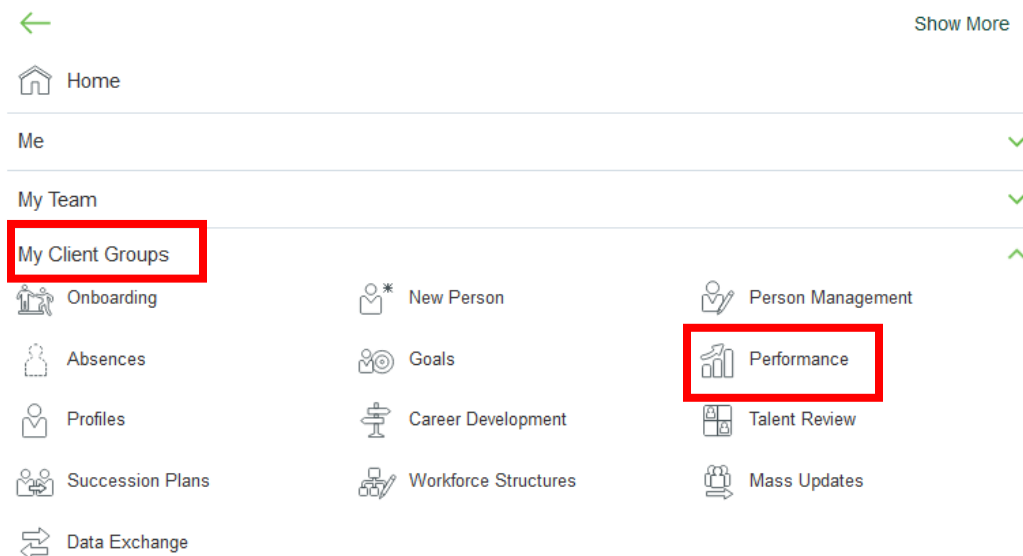 Show More
Home
Me
My Team
My Client Groups
Onboarding New Person Person Management
Absences Goals Performance
Profiles Career Development Talent Review
Succession Plans Workforce Structures Mass Updates
Data Exchange